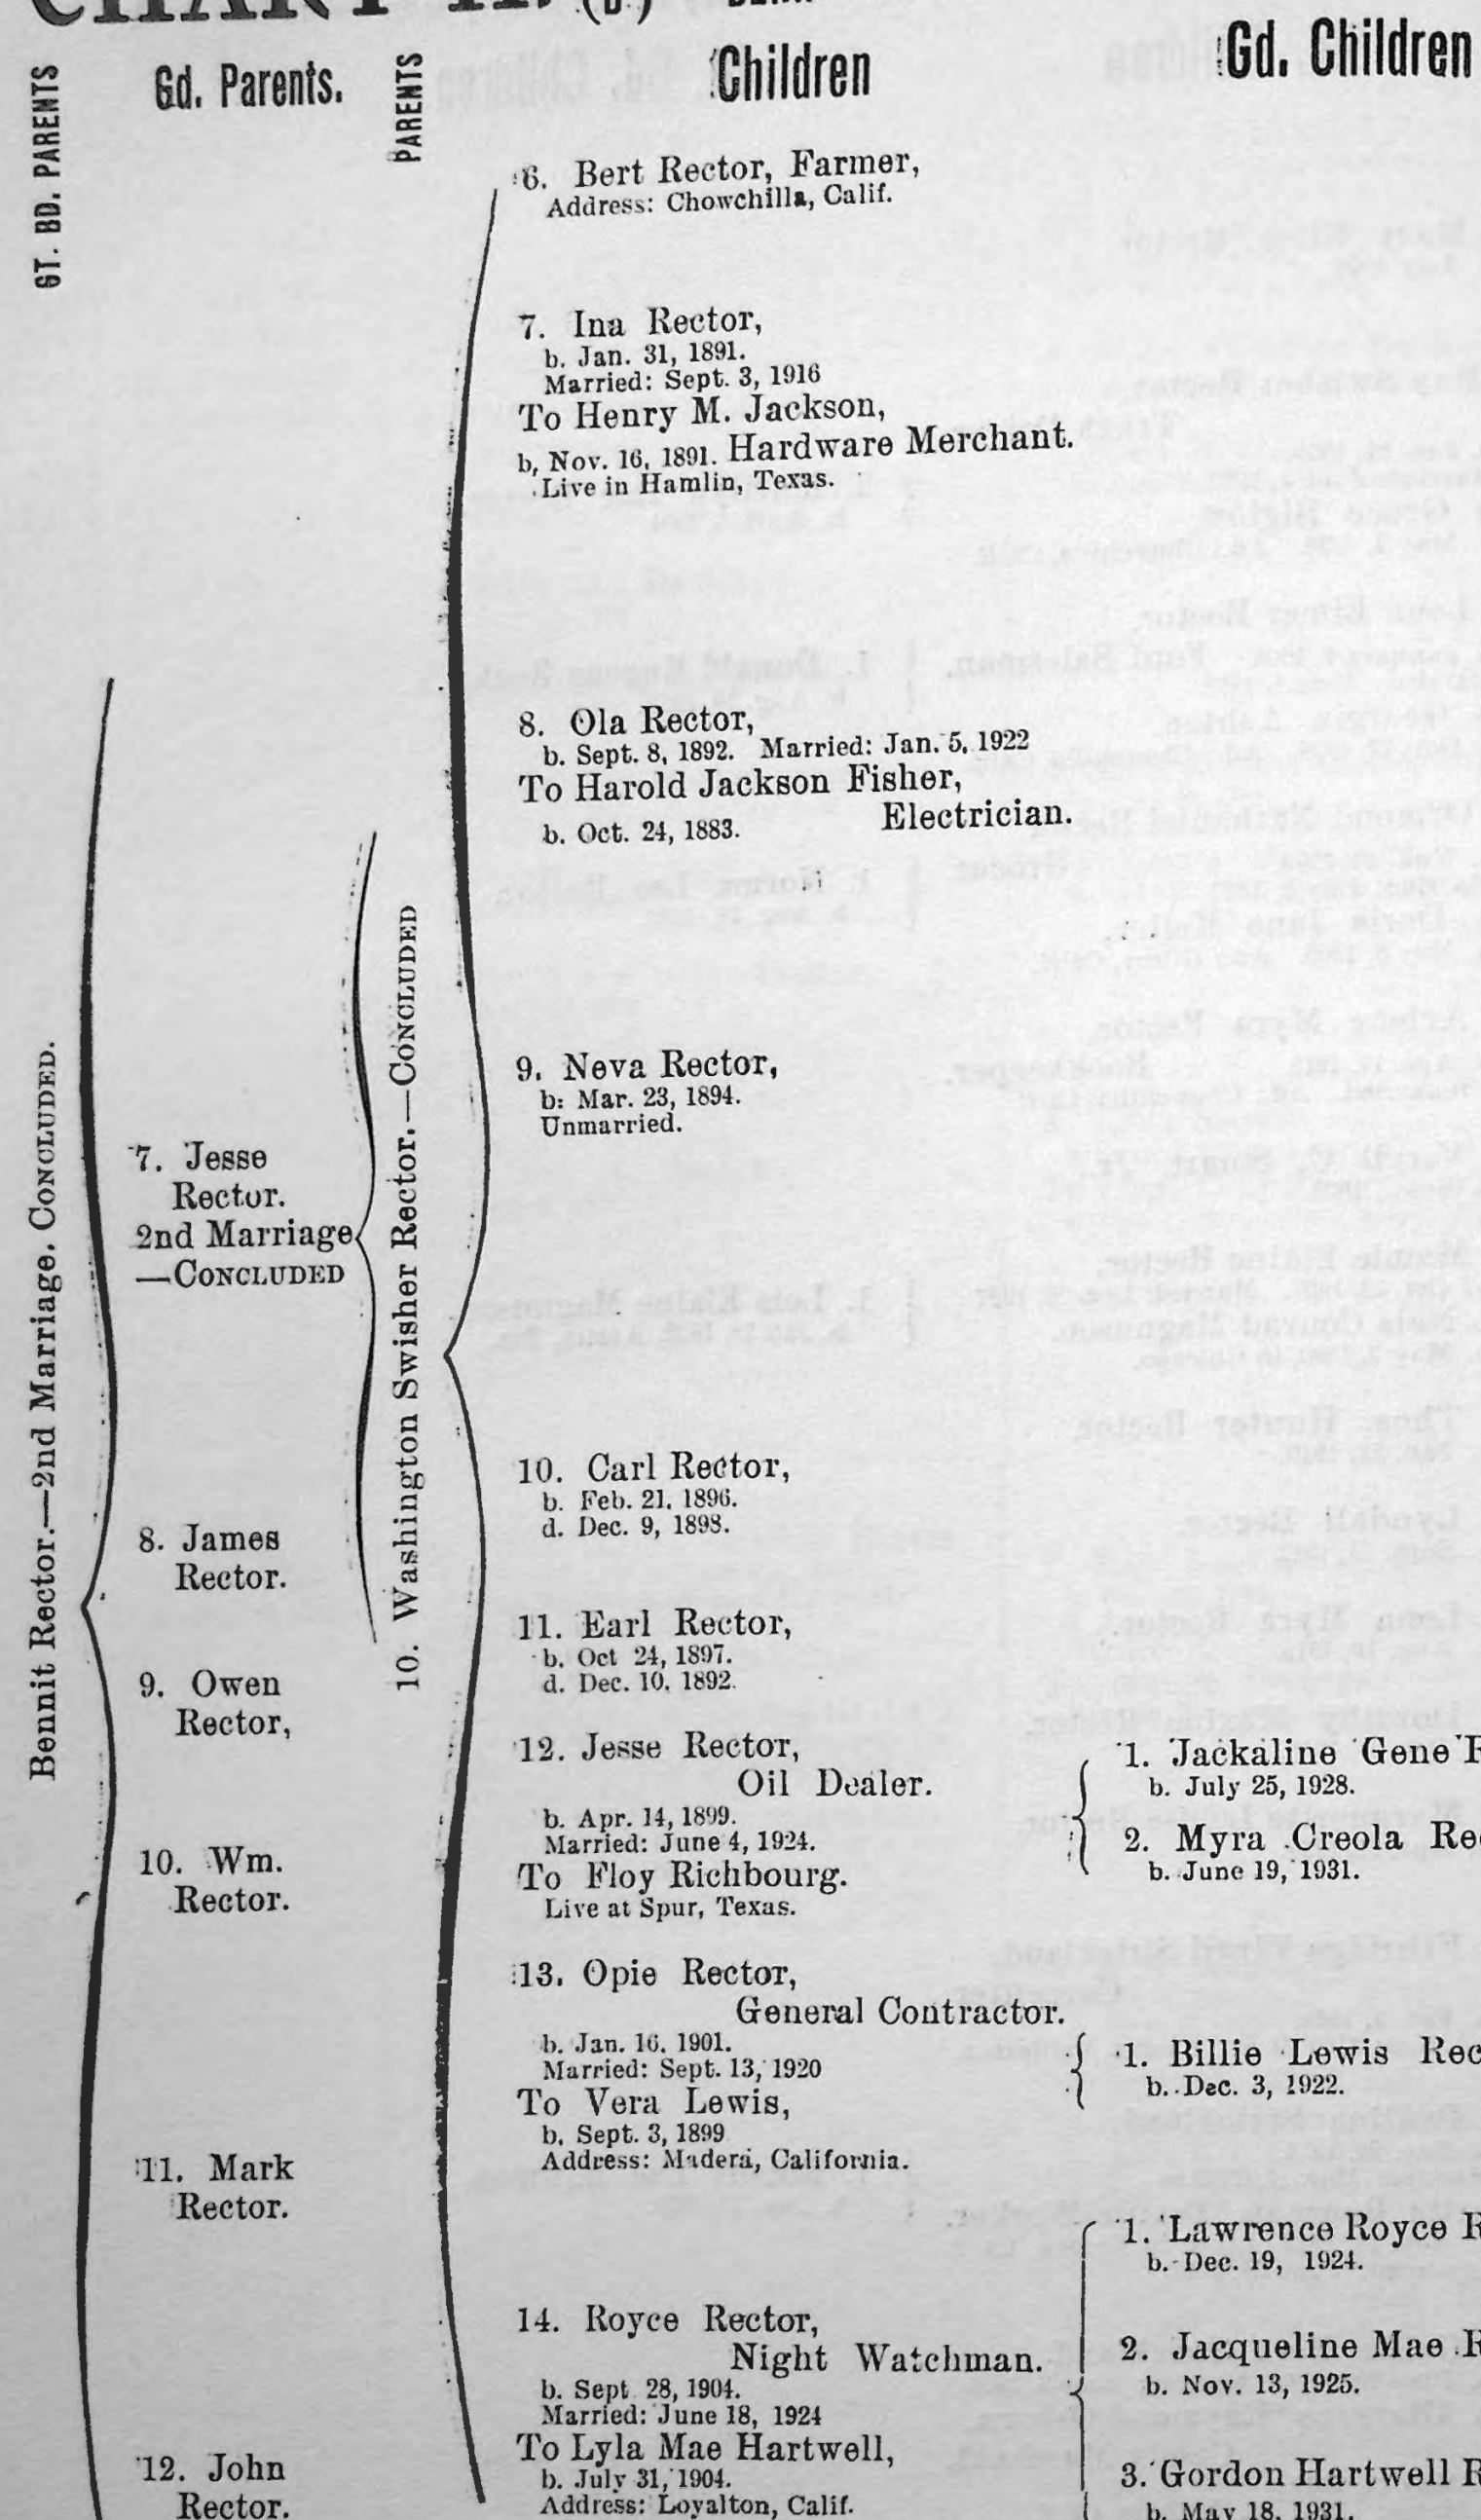 CHART II. (B)
GT. BD. PARENTS
Gd. Parents.
PARENTS
Children
Gd. Children
Bennit Rector.—2nd Marriage. CONCLUDED.
7. Jesse
Rector.
2nd Marriage
—CONCLUDED
8. James
Rector.
9. Owen
Rector,
10. Wm.
Rector.
11. Mark
Rector.
12. John
Rector.
10. Washington Swisher Rector.—CONCLUDED
6. Bert Rector, Farmer,
Address: Chowchilla, Calif.
7. Ina Rector,
b. Jan. 31, 1891.
Married: Sept. 3, 1916
To Henry M. Jackson,
b, Nov. 16, 1891. Hardware Merchant.
Live in Hamlin, Texas.
8. Ola Rector,
b. Sept. 8, 1892. Married: Jan. 5, 1922
To Harold Jackson Fisher,
Electrician.
b. Oct. 24, 1883.
9. Neva Rector,
b: Mar. 23, 1894.
Unmarried.
10. Carl Rector,
b. Feb. 21, 1896.
d. Dec. 9, 1898.
11. Earl Rector,
b. Oct 24, 1897.
d. Dec. 10, 1892.
12. Jesse Rector,
Oil Dealer.
b. Apr. 14, 1899.
Married: June 4, 1924.
To Floy Richbourg.
Live at Spur, Texas.
1. Jackaline Gene R
b. July 25, 1928.
2. Myra Creola Rec
b. June 19, 1931.
13. Opie Rector,
General Contractor.
b. Jan. 16, 1901.
Married: Sept. 13, 1920
To Vera Lewis,
b. Sept. 3, 1899
Address: Madera, California.
1. Billie Lewis Rec
b. Dec. 3, 1922.
14. Royce Rector,
Night Watchman.
b. Sept 28, 1904.
Married: June 18, 1924
To Lyla Mae Hartwell,
b. July 31, 1904.
Address: Loyalton, Calif.
1. Lawrence Royce R
b. Dec. 19, 1924.
2. Jacqueline Mae R
b. Nov. 13, 1925.
3. Gordon Hartwell R
b. May 18, 1931.